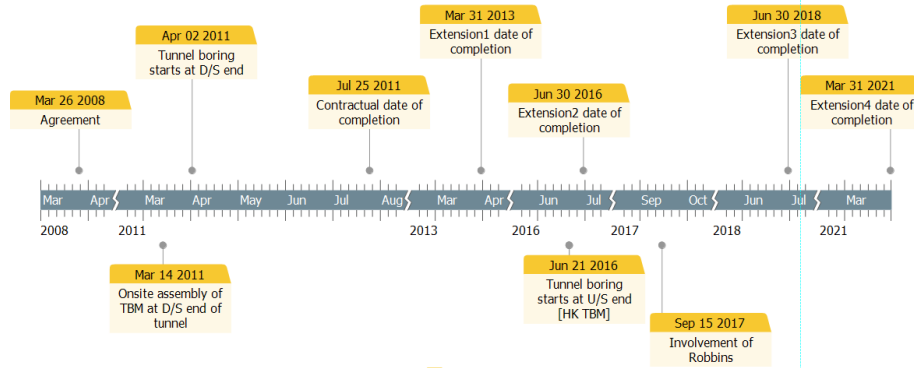 Mar 31 2013
Extension1 date of
completion
Jun 30 2018
Extension3 date of
completion
Apr 02 2011
Tunnel boring
starts at D/S end
Jul 25 2011
Contractual date of
completion
Jun 30 2016
Extension2 date of
completion
Mar 31 2021
Extension4 date of
completion
Mar 26 2008
Agreement
Mar Apr Mar Apr May Jun Jul Aug Mar Apr Jun Jul Sep Oct Jun Jul Mar
2008 2011 2013 2016 2017 2018 2021
Mar 14 2011
Onsite assembly of
TBM at D/S end of
tunnel
Jun 21 2016
Tunnel boring
starts at U/S end
[HK TBM]
Sep 15 2017
Involvement of
Robbins